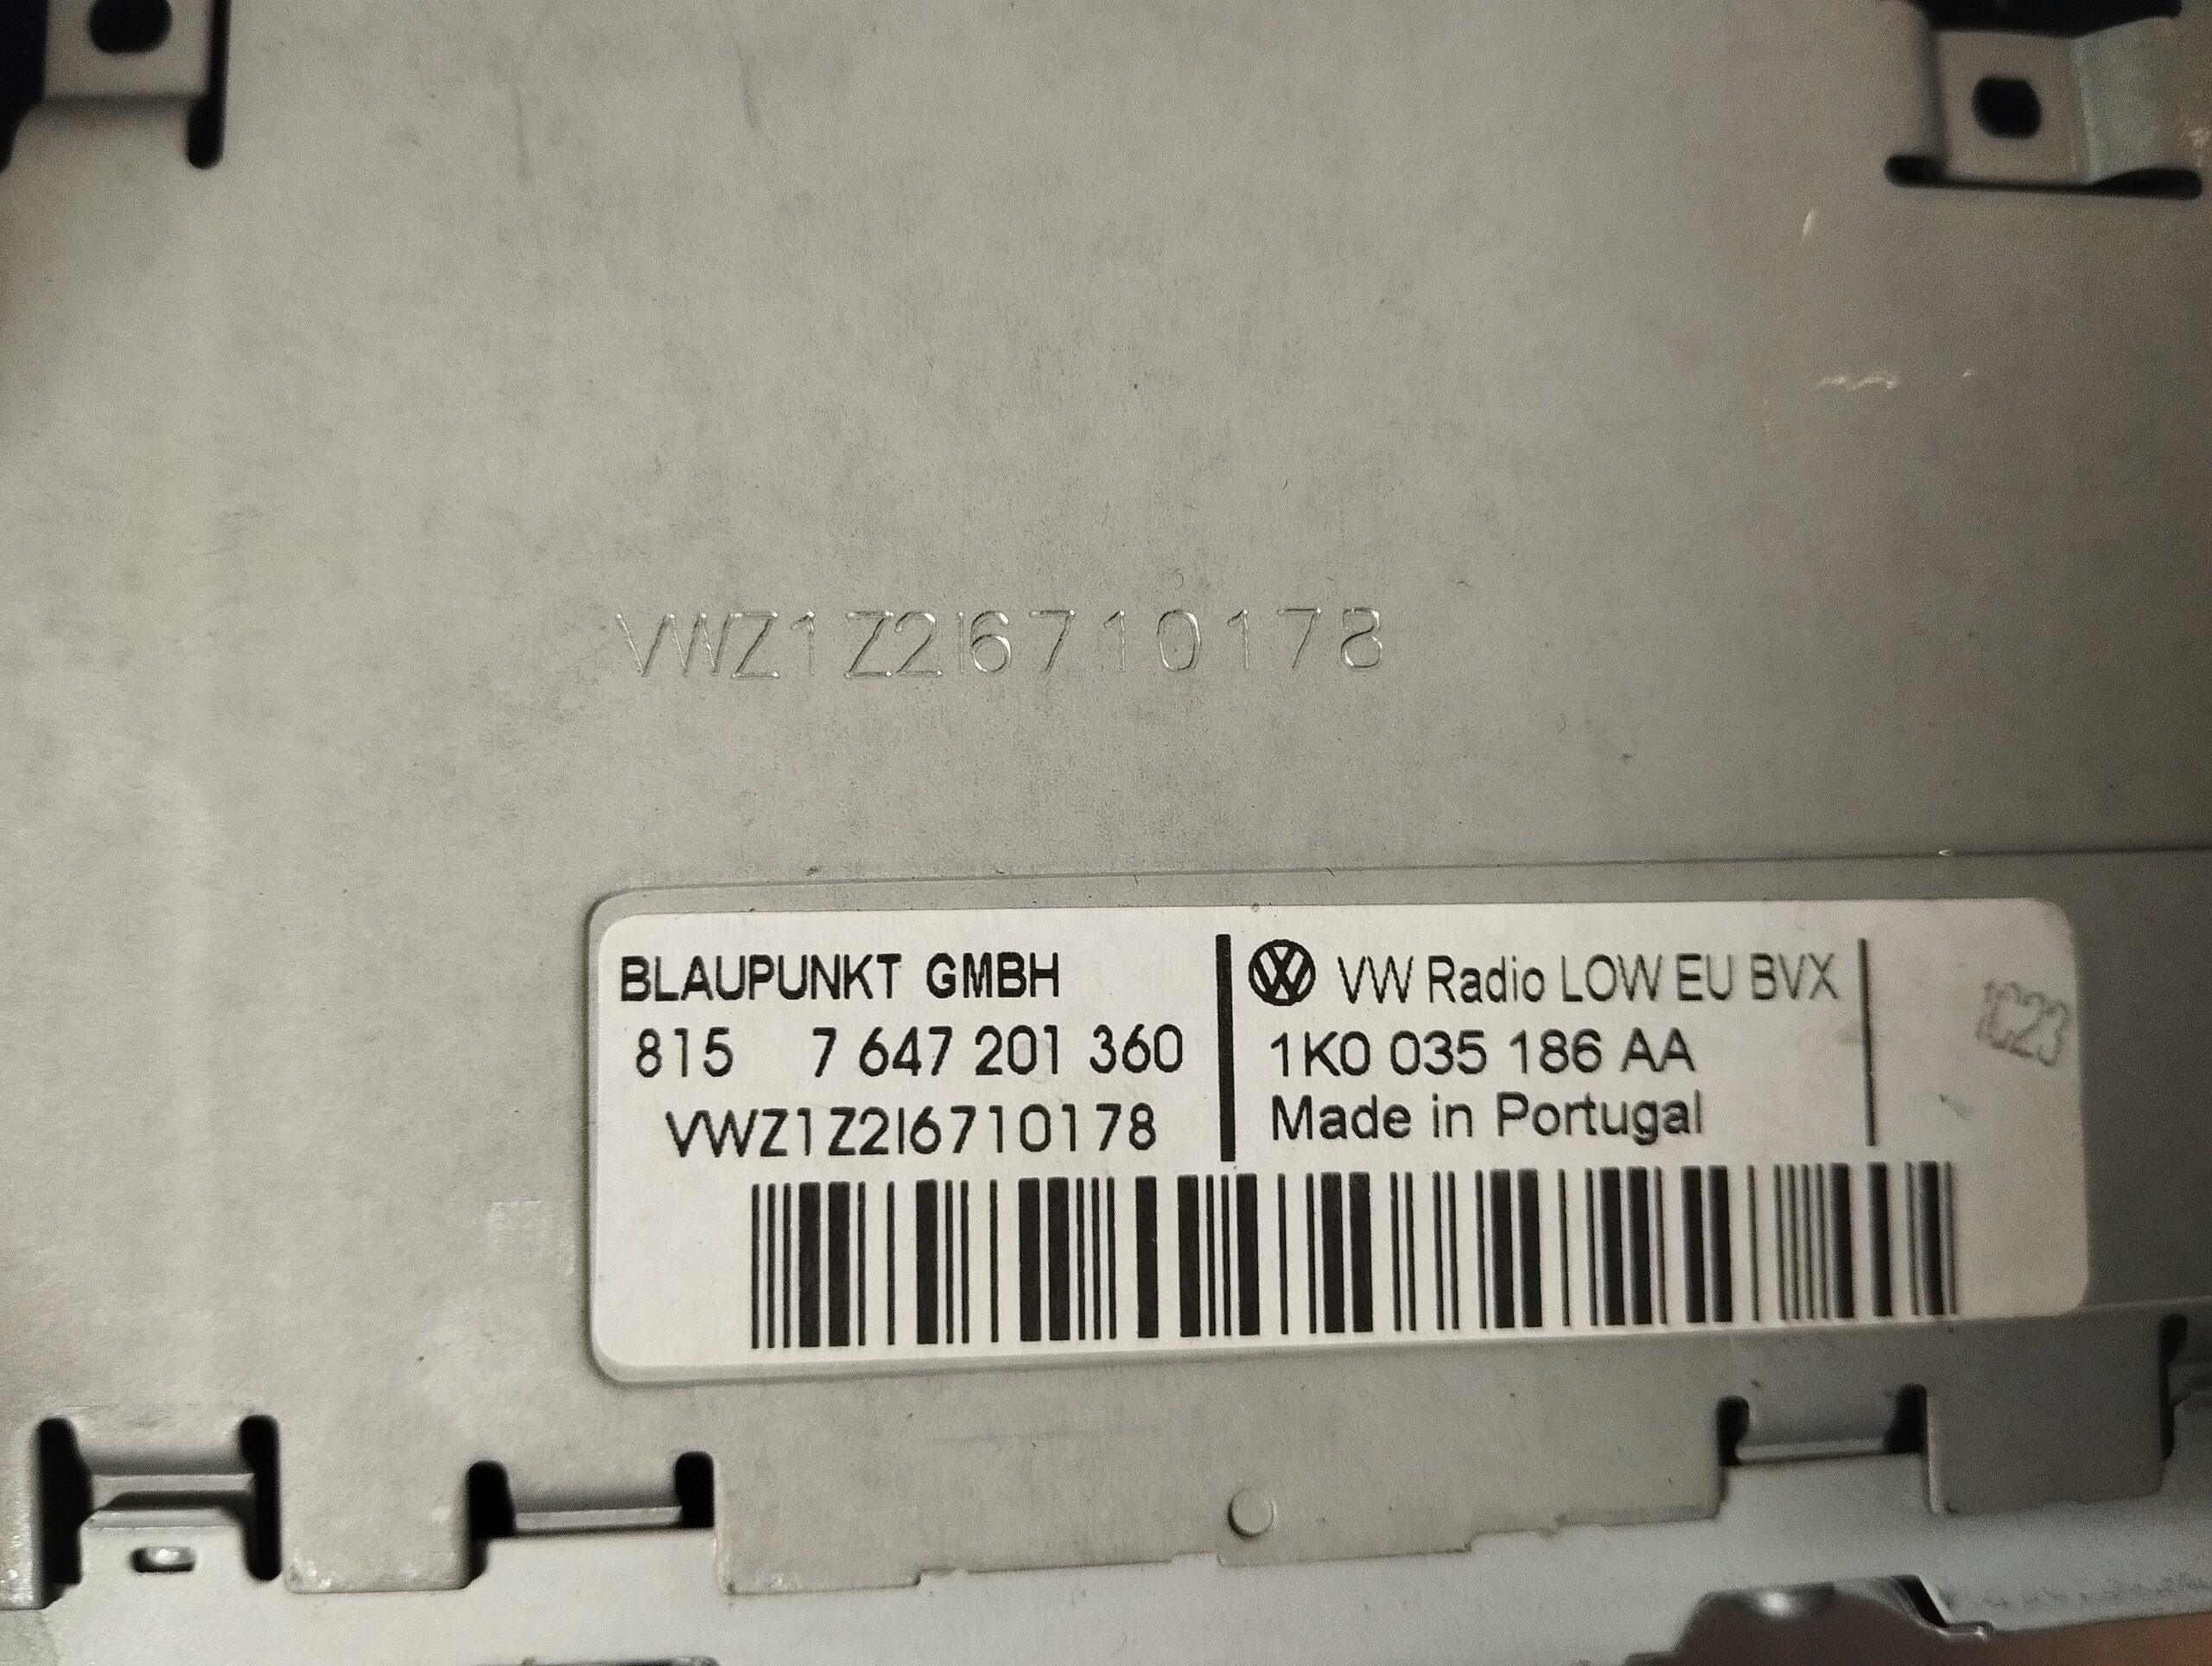 VWZ1Z2I6710178
BLAUPUNKT GMBH
815 7 647 201 360
VWZ1Z2I6710178
VW Radio LOW EU BVX
1K0 035 186 AA
Made in Portugal
1C23